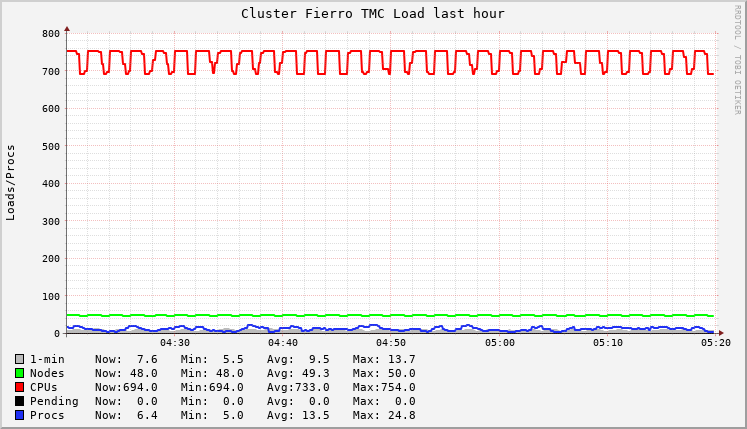 Cluster Fierro TMC Load last hour
RRDTOOL / TOBI OETIKER
Loads/Procs
800
700
600
500
400
300
200
100
0
04:30 04:40 04:50 05:00 05:10 05:20
1-min Now: 7.6 Min: 5.5 Avg: 9.5 Max: 13.7
Nodes Now: 48.0 Min: 48.0 Avg: 49.3 Max: 50.0
CPUs Now:694.0 Min:694.0 Avg:733.0 Max:754.0
Pending Now: 0.0 Min: 0.0 Avg: 0.0 Max: 0.0
Procs Now: 6.4 Min: 5.0 Avg: 13.5 Max: 24.8